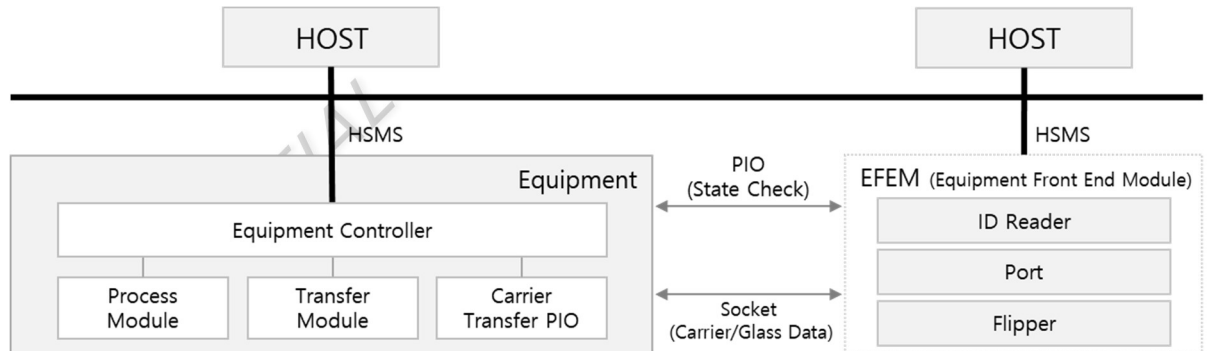 HOST
HOST
HSMS
HSMS
Equipment
PIO
(State Check)
EFEM (Equipment Front End Module)
Equipment Controller
ID Reader
Process
Module
Transfer
Module
Carrier
Transfer PIO
Port
Socket
(Carrier/Glass Data)
Flipper